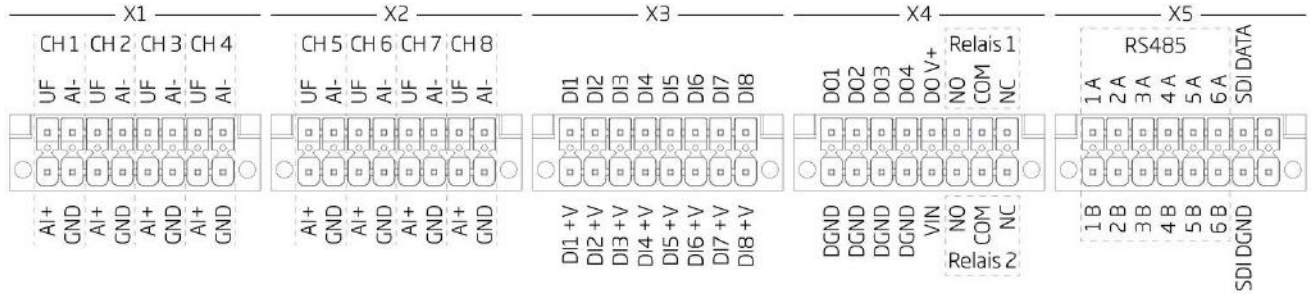 X1 X2 X3 X4 X5
CH 1 CH 2 CH 3 CH 4 CH 5 CH 6 CH 7 CH 8 Relais 1 RS485
UF AI- UF AI- UF AI- UF AI- UF AI- UF AI- UF AI- UF AI- DI1 DI2 DI3 DI4 DI5 DI6 DI7 DI8 DO1 DO2 DO3 DO4 DO V+ NO COM NC 1 A 2 A 3 A 4 A 5 A 6 A SDI DATA
AI+ GND AI+ GND AI+ GND AI+ GND AI+ GND AI+ GND AI+ GND AI+ GND DI1 +V DI2 +V DI3 +V DI4 +V DI5 +V DI6 +V DI7 +V DI8 +V DGND DGND DGND DGND VIN NO COM NC 1 B 2 B 3 B 4 B 5 B 6 B SDI DGND
Relais 2